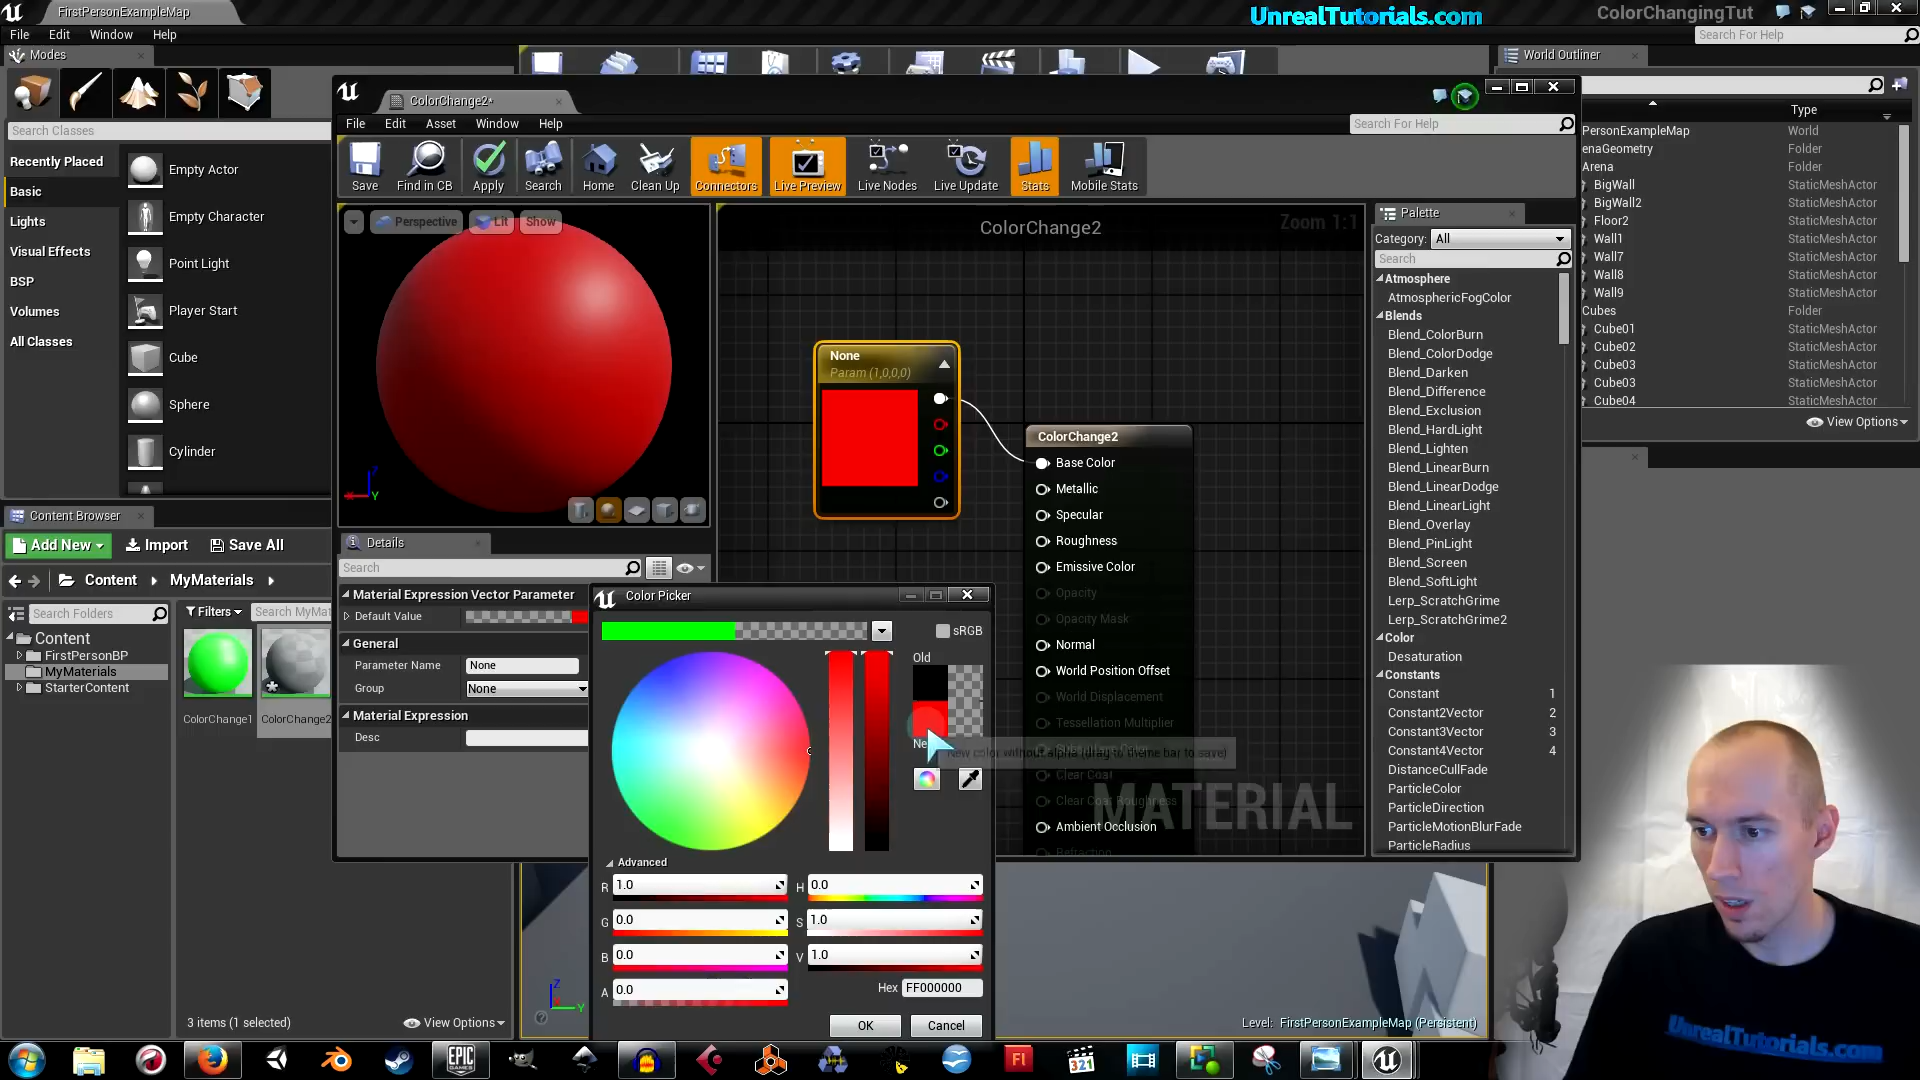 FirstPersonExampleMap
UnrealTutorials.com
ColorChangingTut
File Edit Window Help
Search For Help
Modes
World Outliner
Search Classes
Recently Placed
Basic
Lights
Visual Effects
BSP
Volumes
All Classes
Empty Actor
Empty Character
Point Light
Player Start
Cube
Sphere
Cylinder
ColorChange2*
File Edit Asset Window Help
Search For Help
Save
Find in CB
Apply
Search
Home
Clean Up
Connectors
Live Preview
Live Nodes
Live Update
Stats
Mobile Stats
Perspective
Lit
Show
ColorChange2
Zoom 1:1
None
Param (1,0,0,0)
ColorChange2
Base Color
Metallic
Specular
Roughness
Emissive Color
Opacity
Opacity Mask
Normal
World Position Offset
World Displacement
Tessellation Multiplier
Clear Coat
Clear Coat Roughness
Ambient Occlusion
Refraction
MATERIAL
Palette
Category: All
Search
Atmosphere
AtmosphericFogColor
Blends
Blend_ColorBurn
Blend_ColorDodge
Blend_Darken
Blend_Difference
Blend_Exclusion
Blend_HardLight
Blend_Lighten
Blend_LinearBurn
Blend_LinearDodge
Blend_LinearLight
Blend_Overlay
Blend_PinLight
Blend_Screen
Blend_SoftLight
Lerp_ScratchGrime
Lerp_ScratchGrime2
Color
Desaturation
Constants
Constant 1
Constant2Vector 2
Constant3Vector 3
Constant4Vector 4
DistanceCullFade
ParticleColor
ParticleDirection
ParticleMotionBlurFade
ParticleRadius
Type
PersonExampleMap World
enaGeometry Folder
Arena Folder
BigWall StaticMeshActor
BigWall2 StaticMeshActor
Floor2 StaticMeshActor
Wall1 StaticMeshActor
Wall7 StaticMeshActor
Wall8 StaticMeshActor
Wall9 StaticMeshActor
Cubes Folder
Cube01 StaticMeshActor
Cube02 StaticMeshActor
Cube03 StaticMeshActor
Cube03 StaticMeshActor
Cube04 StaticMeshActor
View Options
Content Browser
Add New Import Save All
Content MyMaterials
Search Folders
Filters
Search MyMat
Content
FirstPersonBP
MyMaterials
StarterContent
ColorChange1
ColorChange2
3 items (1 selected)
View Options
Details
Search
Material Expression Vector Parameter
Default Value
General
Parameter Name None
Group None
Material Expression
Desc
Color Picker
sRGB
Old
New color without alpha (drag to theme bar to save)
Advanced
R 1.0
G 0.0
B 0.0
A 0.0
H 0.0
S 1.0
V 1.0
Hex FF000000
OK
Cancel
Level: FirstPersonExampleMap (Persistent)
UnrealTutorials.com
EPIC
GAMES
Fl
321